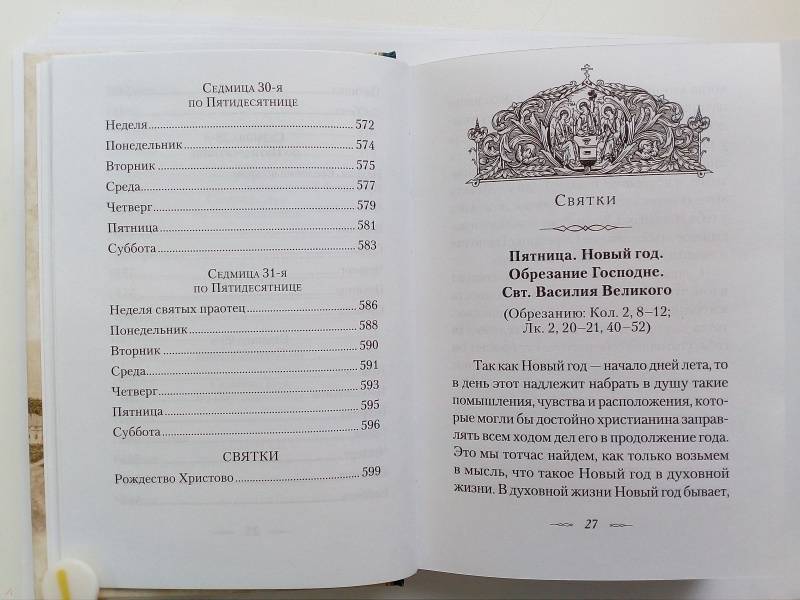 Седмица 30-я
по Пятидесятнице
Неделя 572
Понедельник 574
Вторник 575
Среда 577
Четверг 579
Пятница 581
Суббота 583
Седмица 31-я
по Пятидесятнице
Неделя святых праотец 586
Понедельник 588
Вторник 590
Среда 591
Четверг 593
Пятница 595
Суббота 596
СВЯТКИ
Рождество Христово 599
Святки
Пятница. Новый год.
Обрезание Господне.
Свт. Василия Великого
(Обрезанию: Кол. 2, 8–12;
Лк. 2, 20–21, 40–52)
Так как Новый год — начало дней лета, то
в день этот надлежит набрать в душу такие
помышления, чувства и расположения, кото-
рые могли бы достойно христианина заправ-
лять всем ходом дел его в продолжение года.
Это мы тотчас найдем, как только возьмем
в мысль, что такое Новый год в духовной
жизни. В духовной жизни Новый год бывает,
27